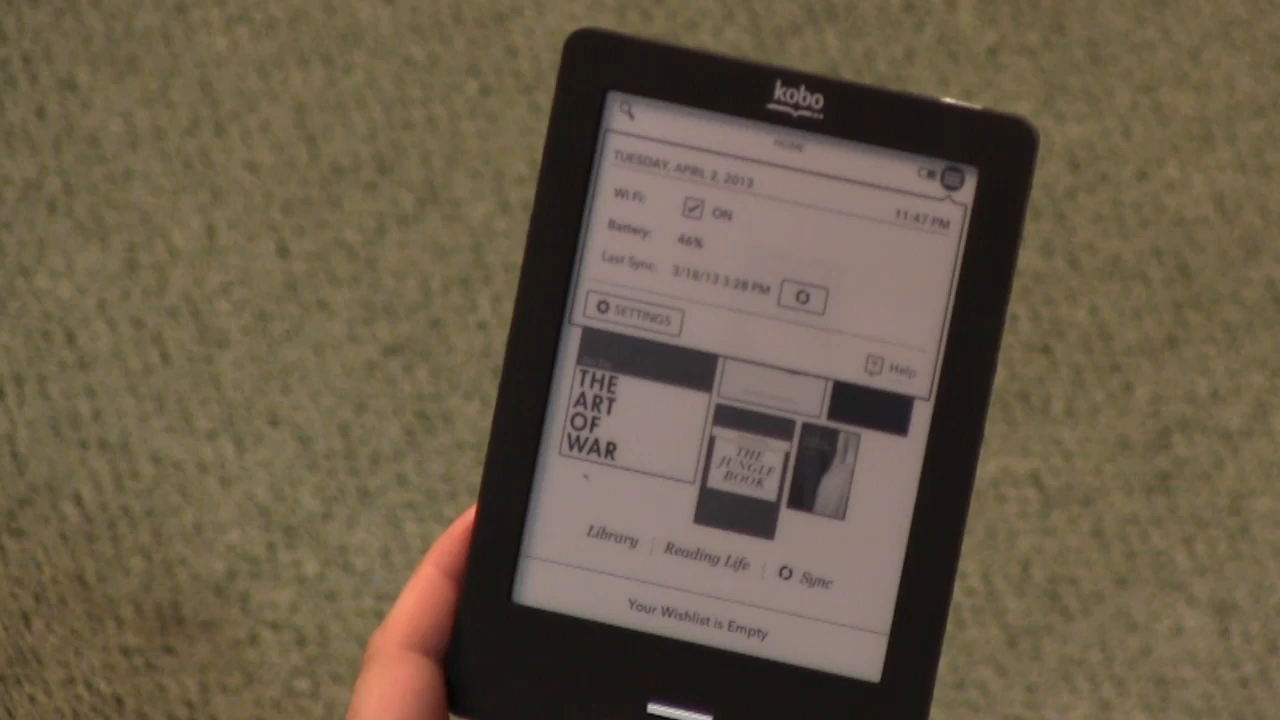 kobo
HOME
TUESDAY, APRIL 2, 2013
11:47 PM
Wi Fi: ON
Battery: 46%
Last Sync: 3/18/13 3:28 PM
SETTINGS
Help
THE
ART
OF
WAR
THE
JUNGLE
BOOK
Library Reading Life Sync
Your Wishlist is Empty